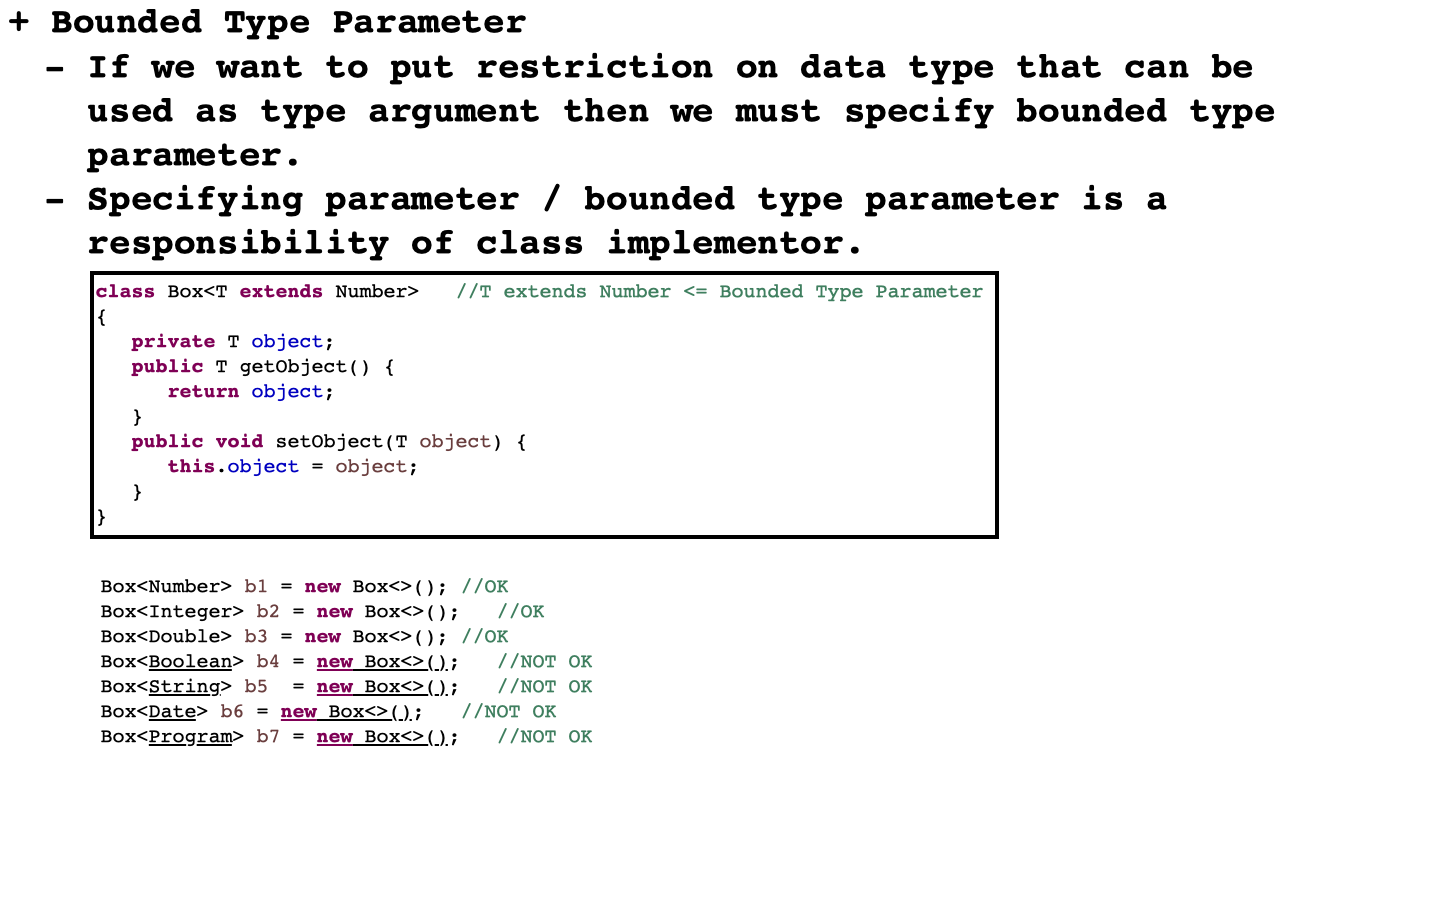 + Bounded Type Parameter
- If we want to put restriction on data type that can be
used as type argument then we must specify bounded type
parameter.
- Specifying parameter / bounded type parameter is a
responsibility of class implementor.
class Box<T extends Number>   //T extends Number <= Bounded Type Parameter
{
   private T object;
   public T getObject() {
      return object;
   }
   public void setObject(T object) {
      this.object = object;
   }
}
Box<Number> b1 = new Box<>(); //OK
Box<Integer> b2 = new Box<>();   //OK
Box<Double> b3 = new Box<>(); //OK
Box<Boolean> b4 = new Box<>();   //NOT OK
Box<String> b5  = new Box<>();   //NOT OK
Box<Date> b6 = new Box<>();   //NOT OK
Box<Program> b7 = new Box<>();   //NOT OK